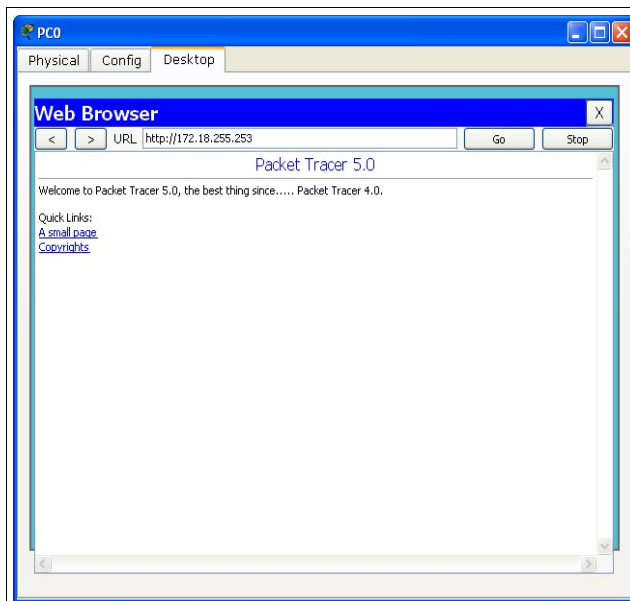 PC0
Physical Config Desktop
Web Browser X
< > URL http://172.18.255.253 Go Stop
Packet Tracer 5.0
Welcome to Packet Tracer 5.0, the best thing since..... Packet Tracer 4.0.
Quick Links:
A small page
Copyrights